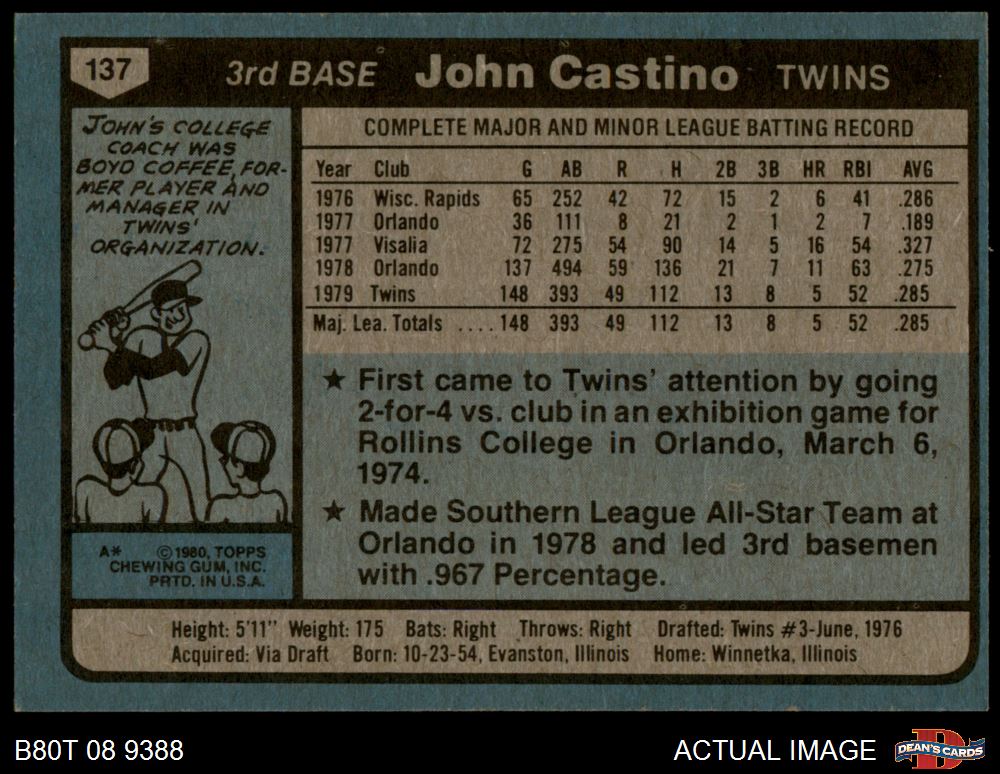 137 3rd BASE John Castino TWINS
JOHN'S COLLEGE
COACH WAS
BOYD COFFEE, FOR-
MER PLAYER AND
MANAGER IN
TWINS'
ORGANIZATION.
A* ©1980, TOPPS
CHEWING GUM, INC.
PRTD. IN U.S.A.
COMPLETE MAJOR AND MINOR LEAGUE BATTING RECORD
Year Club G AB R H 2B 3B HR RBI AVG
1976 Wisc. Rapids 65 252 42 72 15 2 6 41 .286
1977 Orlando 36 111 8 21 2 1 2 7 .189
1977 Visalia 72 275 54 90 14 5 16 54 .327
1978 Orlando 137 494 59 136 21 7 11 63 .275
1979 Twins 148 393 49 112 13 8 5 52 .285
Maj. Lea. Totals .... 148 393 49 112 13 8 5 52 .285
★ First came to Twins' attention by going
2-for-4 vs. club in an exhibition game for
Rollins College in Orlando, March 6,
1974.
★ Made Southern League All-Star Team at
Orlando in 1978 and led 3rd basemen
with .967 Percentage.
Height: 5'11" Weight: 175 Bats: Right Throws: Right Drafted: Twins #3-June, 1976
Acquired: Via Draft Born: 10-23-54, Evanston, Illinois Home: Winnetka, Illinois
B80T 08 9388 ACTUAL IMAGE D DEAN'S CARDS